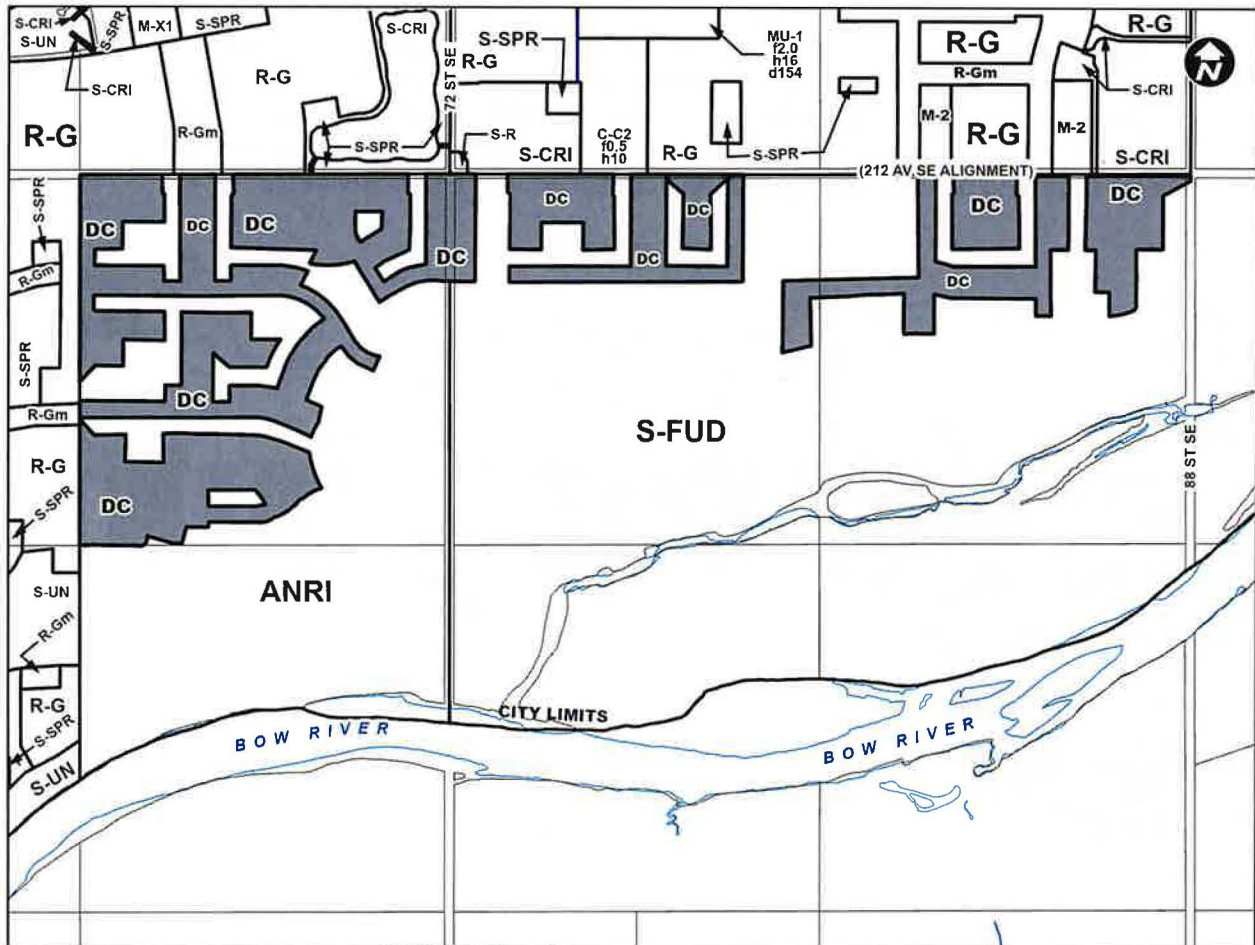 S-CRI
S-UN
S-SPR
M-X1
S-SPR
S-CRI
R-G
R-Gm
R-G
S-CRI
S-SPR
72 ST SE
R-G
S-SPR
S-R
S-CRI
C-C2
f0.5
h10
R-G
MU-1
f2.0
h16
d154
S-SPR
R-G
R-Gm
M-2
R-G
M-2
R-G
S-CRI
S-CRI
N
(212 AV SE ALIGNMENT)
S-SPR
R-Gm
S-SPR
R-Gm
R-G
S-SPR
S-UN
R-Gm
R-G
S-SPR
S-UN
DC
DC
DC
DC
DC
DC
DC
DC
DC
DC
DC
DC
S-FUD
88 ST SE
ANRI
CITY LIMITS
BOW RIVER
BOW RIVER